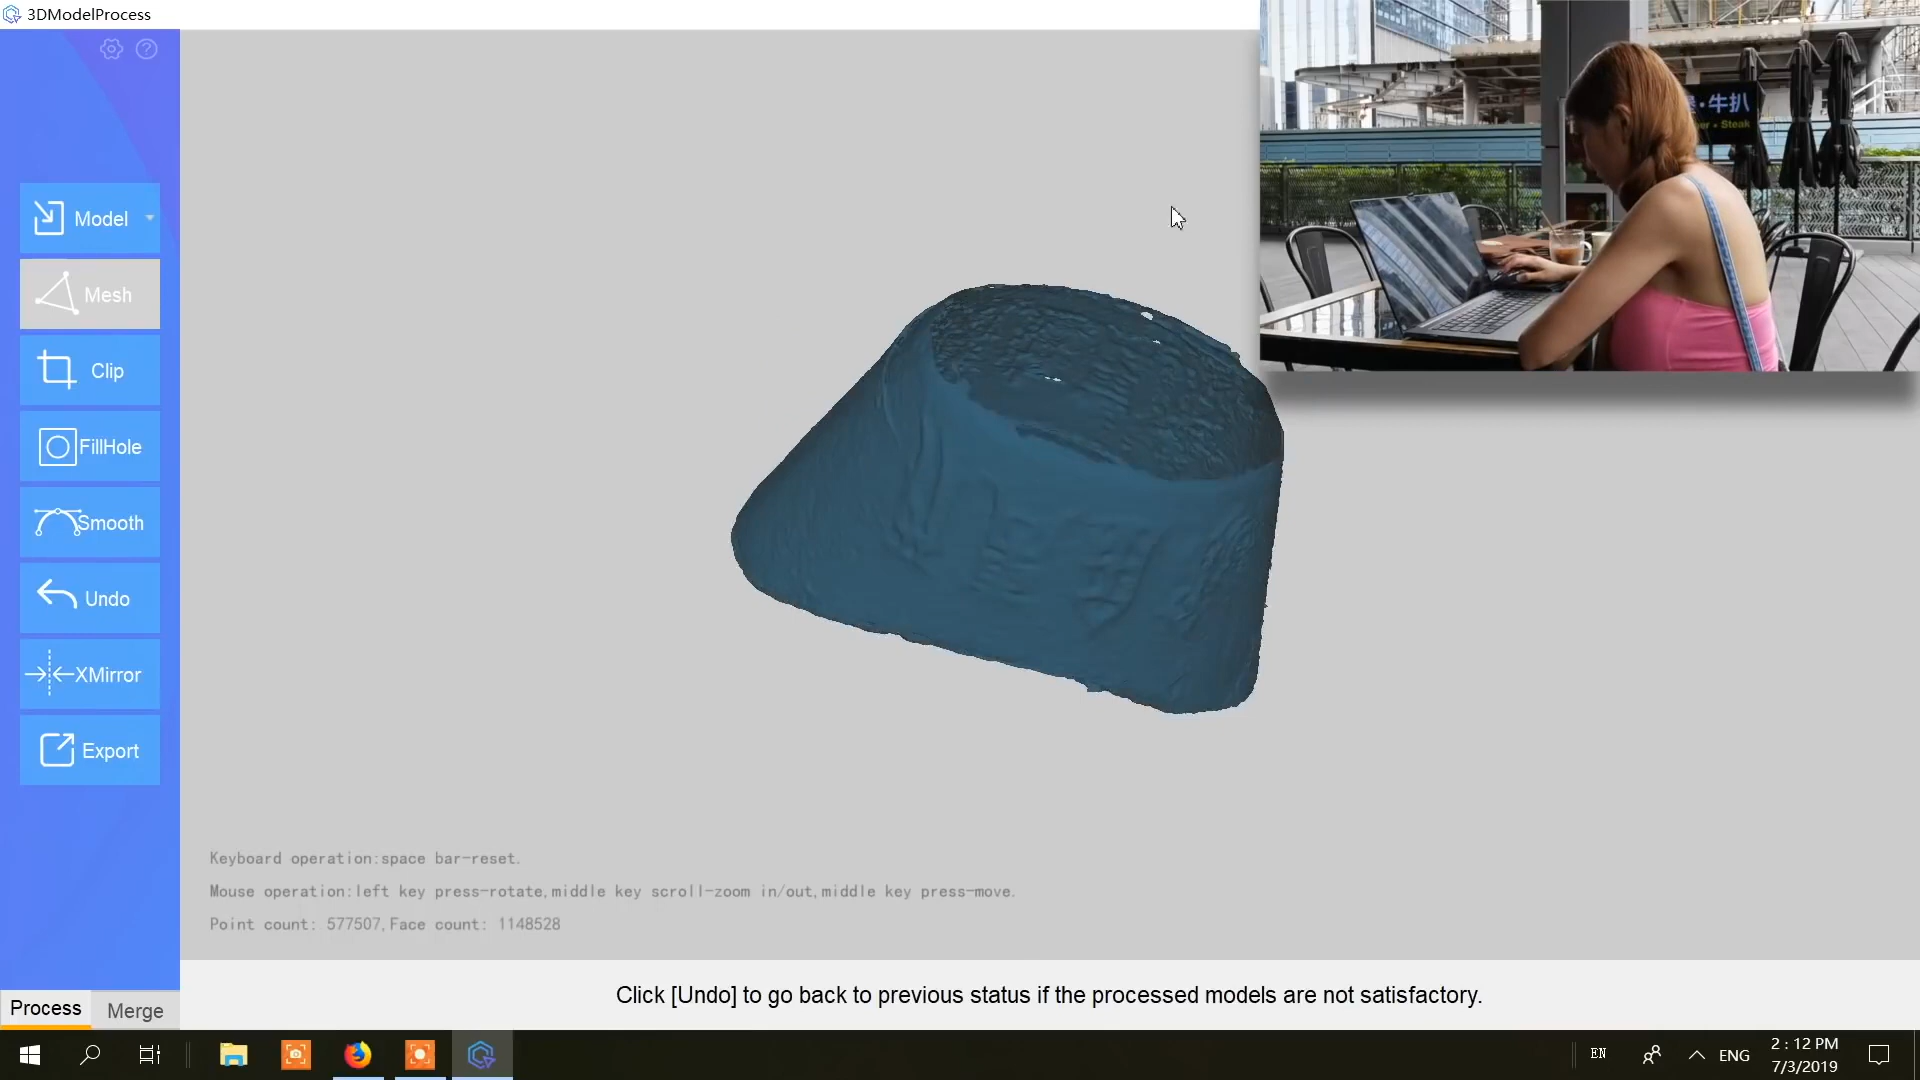 3DModelProcess
牛扒
Steak
Model
Mesh
Clip
FillHole
Smooth
Undo
XMirror
Export
Keyboard operation:space bar-reset.
Mouse operation:left key press-rotate,middle key scroll-zoom in/out,middle key press-move.
Point count: 577507,Face count: 1148528
Click [Undo] to go back to previous status if the processed models are not satisfactory.
Process
Merge
EN
ENG
2:12 PM
7/3/2019